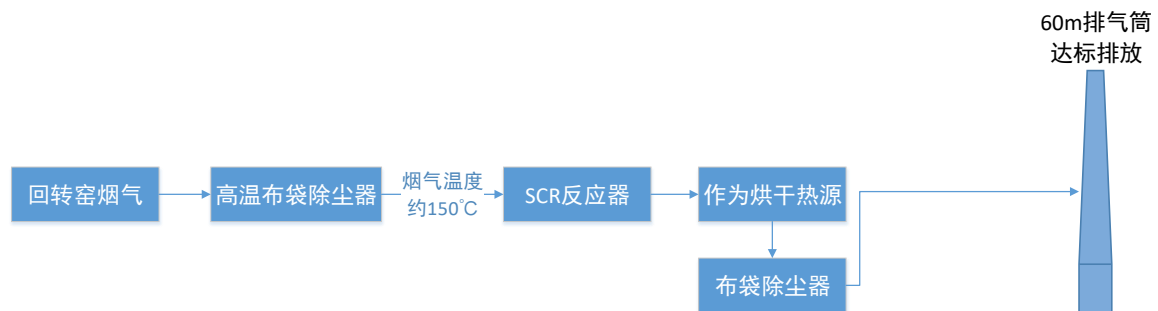 60m排气筒
达标排放
回转窑烟气
高温布袋除尘器
烟气温度
约150℃
SCR反应器
作为烘干热源
布袋除尘器